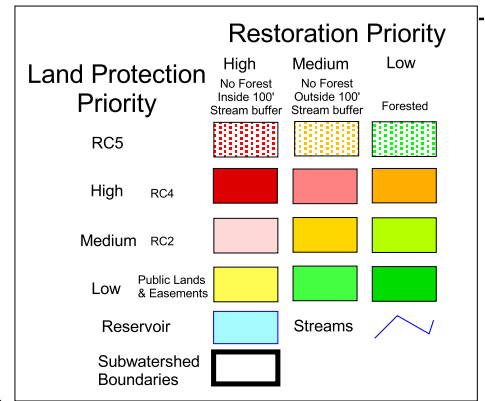 Restoration Priority
Land Protection
Priority
High
Medium
Low
No Forest
Inside 100'
Stream buffer
No Forest
Outside 100'
Stream buffer
Forested
RC5
High RC4
Medium RC2
Low Public Lands
& Easements
Reservoir
Streams
Subwatershed
Boundaries